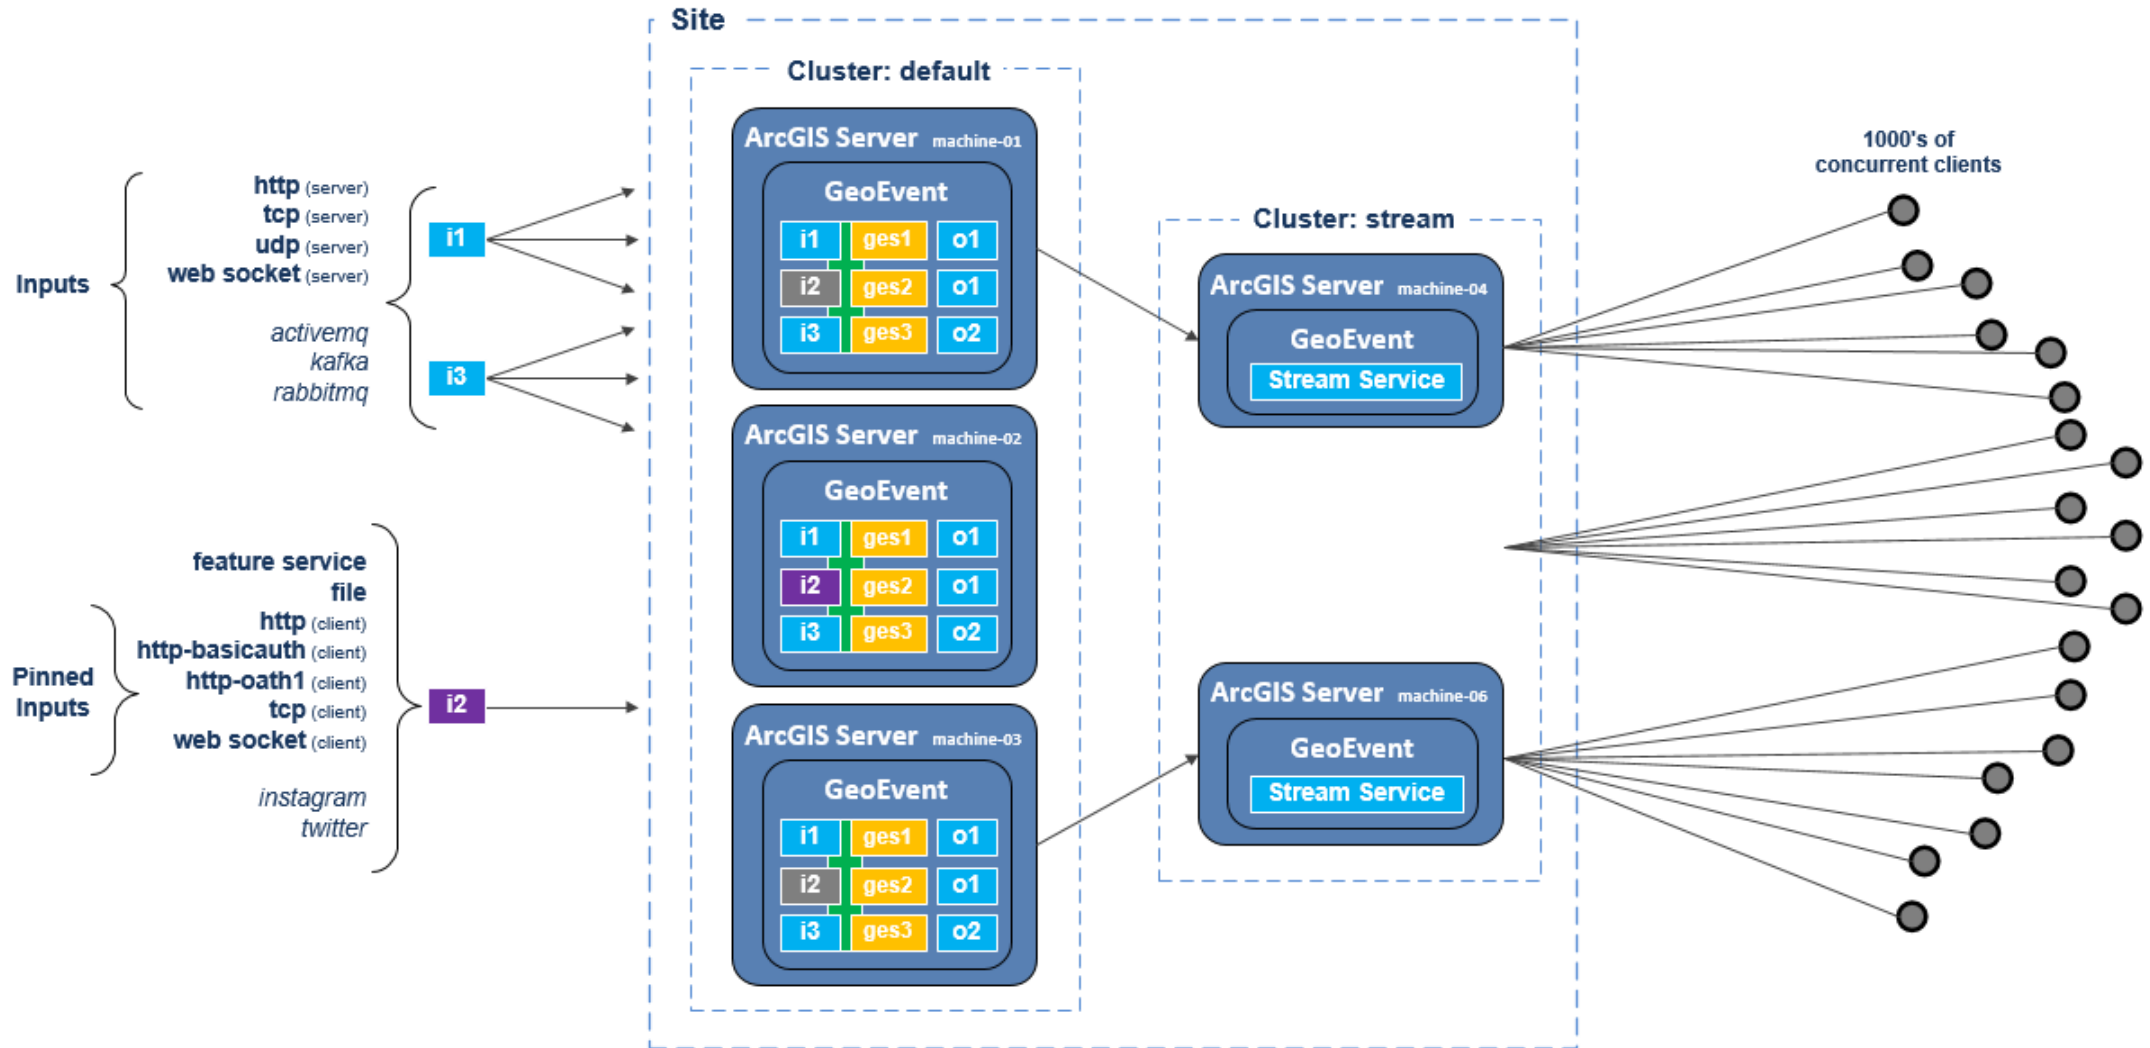 Site
Cluster: default
ArcGIS Server machine-01
GeoEvent
i1 ges1 o1
i2 ges2 o1
i3 ges3 o2
ArcGIS Server machine-02
GeoEvent
i1 ges1 o1
i2 ges2 o1
i3 ges3 o2
ArcGIS Server machine-03
GeoEvent
i1 ges1 o1
i2 ges2 o1
i3 ges3 o2
Inputs
http (server)
tcp (server)
udp (server)
web socket (server)
activemq
kafka
rabbitmq
i1
i3
Pinned
Inputs
feature service
file
http (client)
http-basicauth (client)
http-oath1 (client)
tcp (client)
web socket (client)
instagram
twitter
i2
Cluster: stream
ArcGIS Server machine-04
GeoEvent
Stream Service
ArcGIS Server machine-06
GeoEvent
Stream Service
1000's of
concurrent clients